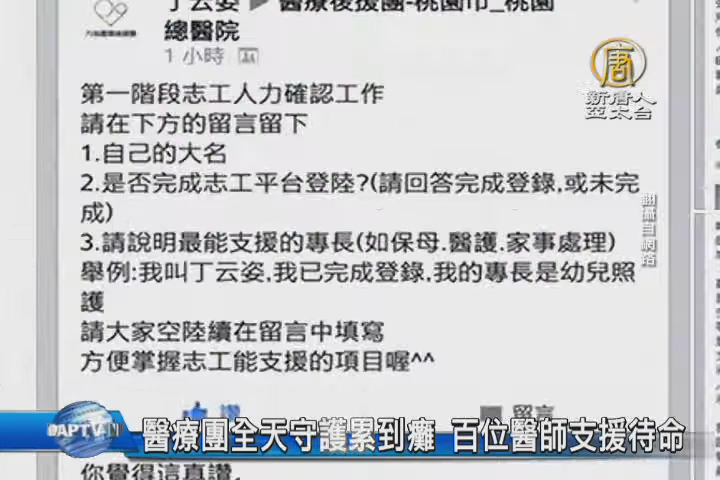 丁云姿 ▶ 醫療後援團-桃園市_桃園
總醫院
1 小時
第一階段志工人力確認工作
請在下方的留言留下
1.自己的大名
2.是否完成志工平台登陸?(請回答完成登錄,或未完
成)
3.請說明最能支援的專長(如保母.醫護.家事處理)
舉例:我叫丁云姿,我已完成登錄,我的專長是幼兒照
護
請大家空陸續在留言中填寫
方便掌握志工能支援的項目喔^^
讚 留言
你覺得這真讚.
新唐人
亞太台
翻攝自網路
APTV
醫療團全天守護累到癱 百位醫師支援待命